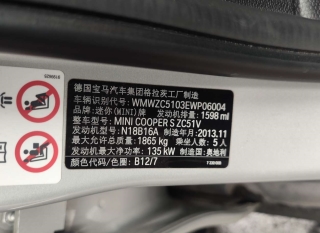 德国宝马汽车集团格拉茨工厂制造
车辆识别代号: WMWZC5103EWP06004
品牌: 迷你(MINI)牌 发动机排量: 1598 ml
整车型号: MINI COOPER S ZC51V
发动机型号: N18B16A 制造年月: 2013.11
最大允许总质量: 1865 kg 乘坐人数: 5 人
发动机最大净功率: 135 kW 制造国: 奥地利
颜色代码/色图: B12/7